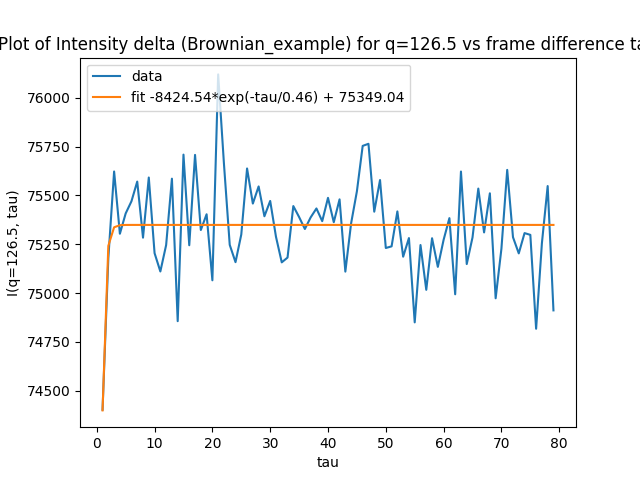 Plot of Intensity delta (Brownian_example) for q=126.5 vs frame difference ta
data
fit -8424.54*exp(-tau/0.46) + 75349.04
I(q=126.5, tau)
76000
75750
75500
75250
75000
74750
74500
0 10 20 30 40 50 60 70 80
tau